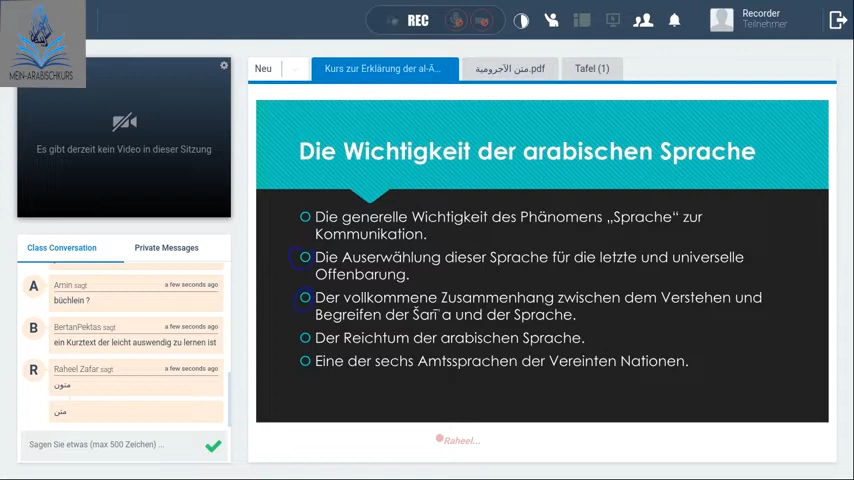 REC
Recorder
Teilnehmer
MEIN-ARABISCHKURS
Es gibt derzeit kein Video in dieser Sitzung
Class Conversation
Private Messages
A
Amin sagt
a few seconds ago
büchlein ?
B
BertanPektas sagt
a few seconds ago
ein Kurztext der leicht auswendig zu lernen ist
R
Raheel Zafar sagt
a few seconds ago
متون
متن
Sagen Sie etwas (max 500 Zeichen) ...
Neu
Kurs zur Erklärung der al-Ā...
متن الآجرومية.pdf
Tafel (1)
Die Wichtigkeit der arabischen Sprache
Die generelle Wichtigkeit des Phänomens „Sprache“ zur
Kommunikation.
Die Auserwählung dieser Sprache für die letzte und universelle
Offenbarung.
Der vollkommene Zusammenhang zwischen dem Verstehen und
Begreifen der Šarīʿa und der Sprache.
Der Reichtum der arabischen Sprache.
Eine der sechs Amtssprachen der Vereinten Nationen.
Raheel...